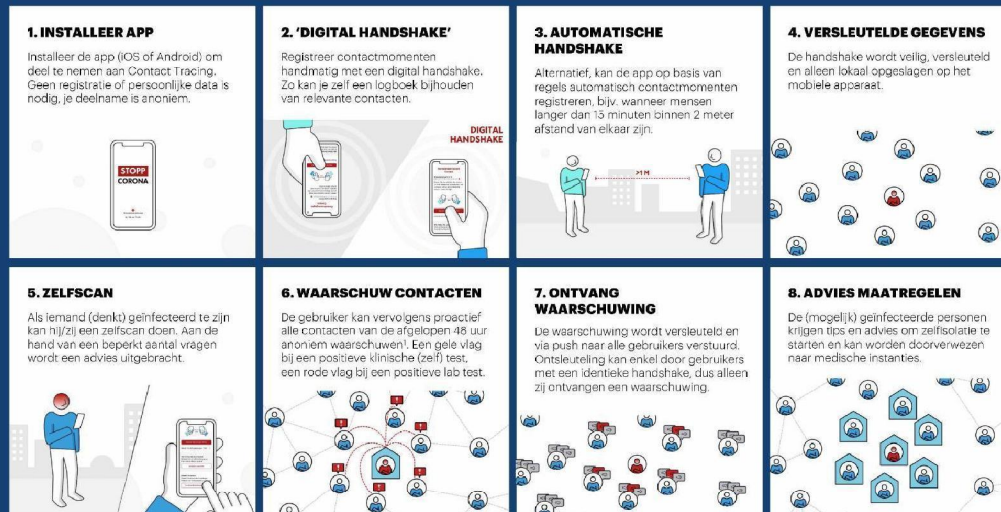 1. INSTALLEER APP
Installeer de app (iOS of Android) om
deel te nemen aan Contact Tracing.
Geen registratie of persoonlijke data is
nodig, je deelname is anoniem.
STOPP
CORONA
2. ‘DIGITAL HANDSHAKE’
Registreer contactmomenten
handmatig met een digital handshake.
Zo kan je zelf een logboek bijhouden
van relevante contacten.
DIGITAL
HANDSHAKE
3. AUTOMATISCHE
HANDSHAKE
Alternatief, kan de app op basis van
regels automatisch contactmomenten
registreren, bijv. wanneer mensen
langer dan 15 minuten binnen 2 meter
afstand van elkaar zijn.
>1 M
4. VERSLEUTELDE GEGEVENS
De handshake wordt veilig, versleuteld
en alleen lokaal opgeslagen op het
mobiele apparaat.
5. ZELFSCAN
Als iemand (denkt) geïnfecteerd te zijn
kan hij/zij een zelfscan doen. Aan de
hand van een beperkt aantal vragen
wordt een advies uitgebracht.
6. WAARSCHUW CONTACTEN
De gebruiker kan vervolgens proactief
alle contacten van de afgelopen 48 uur
anoniem waarschuwen¹. Een gele vlag
bij een positieve klinische (zelf) test,
een rode vlag bij een positieve lab test.
7. ONTVANG
WAARSCHUWING
De waarschuwing wordt versleuteld en
via push naar alle gebruikers verstuurd.
Ontsleuteling kan enkel door gebruikers
met een identieke handshake, dus alleen
zij ontvangen een waarschuwing.
8. ADVIES MAATREGELEN
De (mogelijk) geïnfecteerde personen
krijgen tips en advies om zelfisolatie te
starten en kan worden doorverwezen
naar medische instanties.